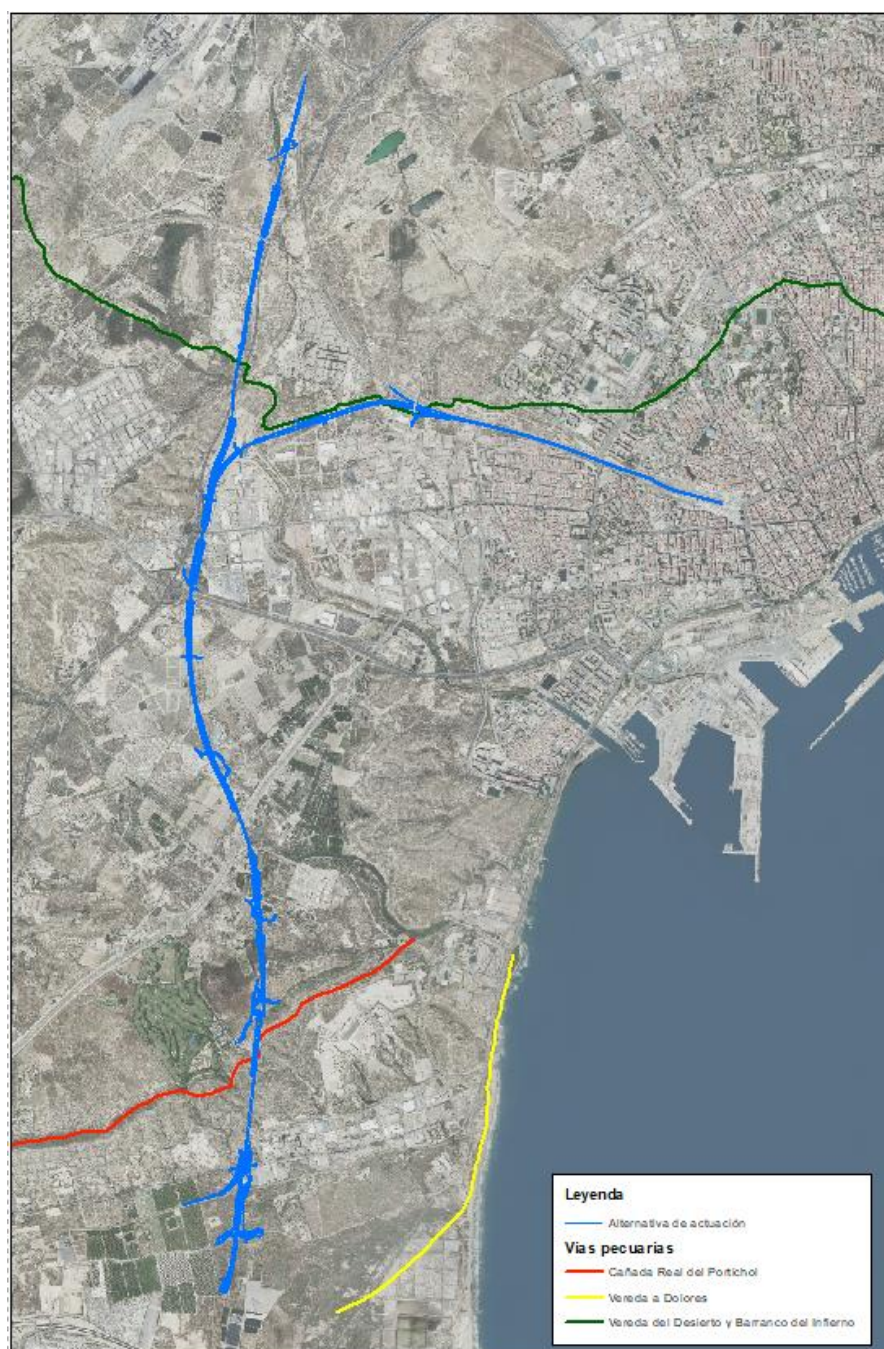 Leyenda
Alternativa de actuación
Vías pecuarias
Cañada Real del Portichol
Vereda a Dolores
Vereda del Desierto y Barranco del Infierno